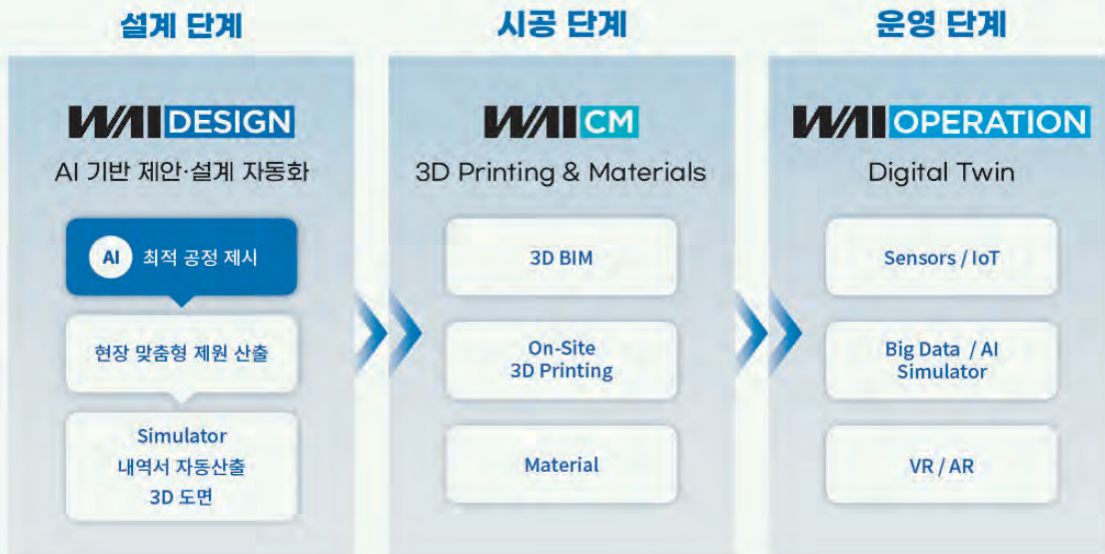 설계 단계
WAI DESIGN
AI 기반 제안·설계 자동화
AI 최적 공정 제시
현장 맞춤형 제원 산출
Simulator
내역서 자동산출
3D 도면
시공 단계
WAI CM
3D Printing & Materials
3D BIM
On-Site
3D Printing
Material
운영 단계
WAI OPERATION
Digital Twin
Sensors / IoT
Big Data / AI
Simulator
VR / AR